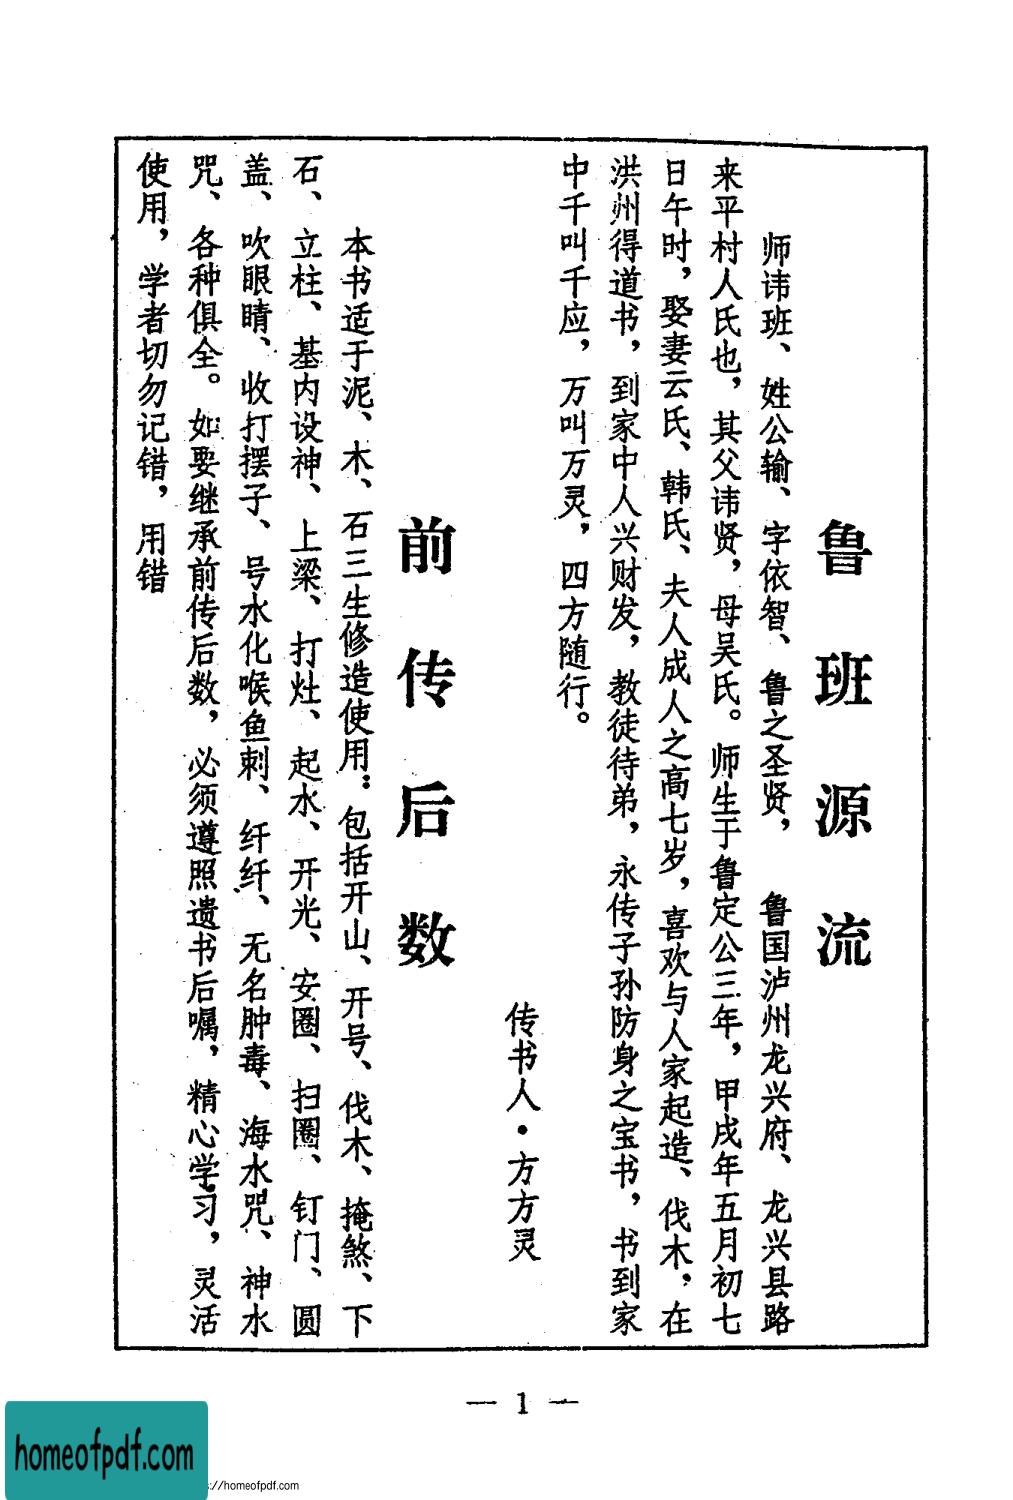 鲁班源流
师讳班、姓公输、字依智、鲁之圣贤，鲁国泸州龙兴府、龙兴县路
来平村人氏也，其父讳贤，母吴氏。师生于鲁定公三年，甲戌年五月初七
日午时，娶妻云氏、韩氏、夫人成人之高七岁，喜欢与人家起造、伐木，在
洪州得道书，到家中人兴财发，教徒待弟，永传子孙防身之宝书，书到家
中千叫千应，万叫万灵，四方随行。
传书人·方方灵
前传后数
本书适于泥、木、石三生修造使用：包括开山、开号、伐木、掩煞、下
石、立柱、基内设神、上梁、打灶、起水、开光、安圈、扫圈、钉门、圆
盖、吹眼睛、收打摆子、号水化喉鱼刺、纤纤、无名肿毒、海水咒、神水
咒、各种俱全。如要继承前传后数，必须遵照遗书后嘱，精心学习，灵活
使用，学者切勿记错，用错
— 1 —
homeofpdf.com
s://homeofpdf.com